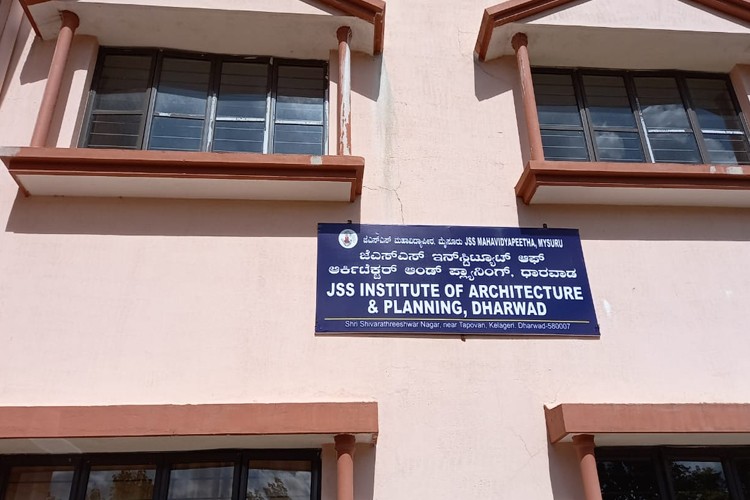 ಜೆಎಸ್ಎಸ್ ಮಹಾವಿದ್ಯಾಪೀಠ, ಮೈಸೂರು JSS MAHAVIDYAPEETHA, MYSURU
ಜೆಎಸ್ಎಸ್ ಇನ್‌ಸ್ಟಿಟ್ಯೂಟ್ ಆಫ್
ಆರ್ಕಿಟೆಕ್ಚರ್ ಆಂಡ್ ಪ್ಲ್ಯಾನಿಂಗ್, ಧಾರವಾಡ
JSS INSTITUTE OF ARCHITECTURE
& PLANNING, DHARWAD
Shri Shivarathreeshwar Nagar, near Tapovan, Kelageri, Dharwad-580007